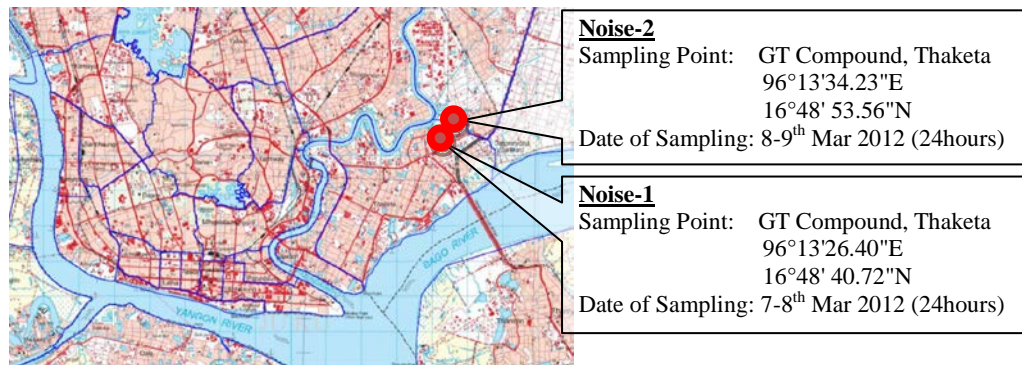 Noise-2
Sampling Point: GT Compound, Thaketa
96°13'34.23"E
16°48' 53.56"N
Date of Sampling: 8-9th Mar 2012 (24hours)
Noise-1
Sampling Point: GT Compound, Thaketa
96°13'26.40"E
16°48' 40.72"N
Date of Sampling: 7-8th Mar 2012 (24hours)
BAGO RIVER
YANGON RIVER